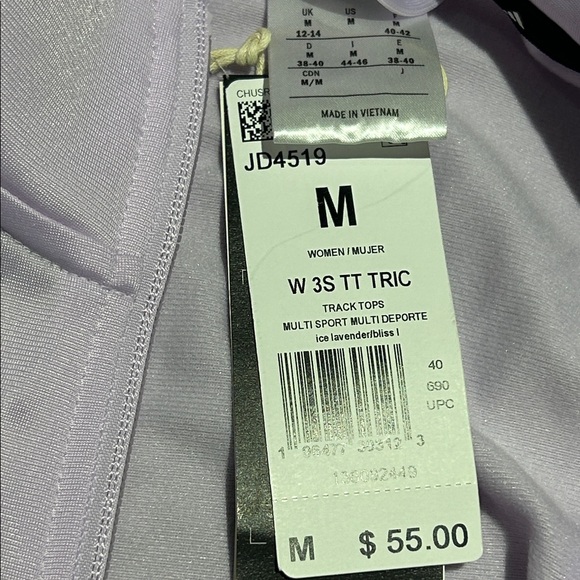 UK US F
M M M
12-14 40-42
D I E
M M M
38-40 44-46 38-40
CDN J
M/M
MADE IN VIETNAM
CHUSR
JD4519
M
WOMEN / MUJER
W 3S TT TRIC
TRACK TOPS
MULTI SPORT MULTI DEPORTE
ice lavender/bliss l
40
690
UPC
3
M $ 55.00